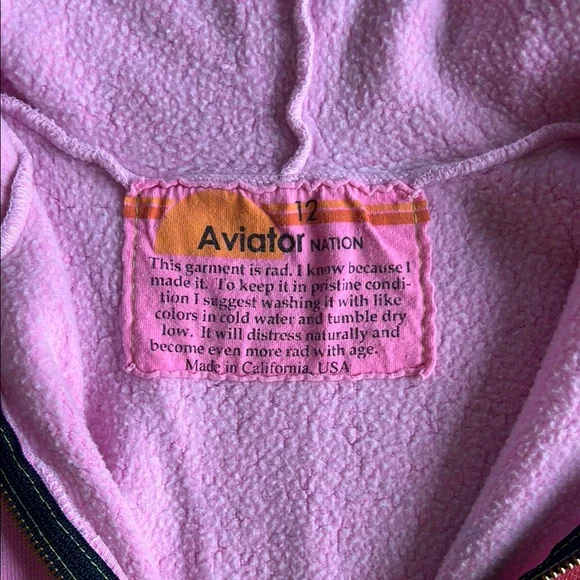 12
Aviator NATION
This garment is rad. I know because I
made it. To keep it in pristine condi-
tion I suggest washing it with like
colors in cold water and tumble dry
low. It will distress naturally and
become even more rad with age.
Made in California, USA